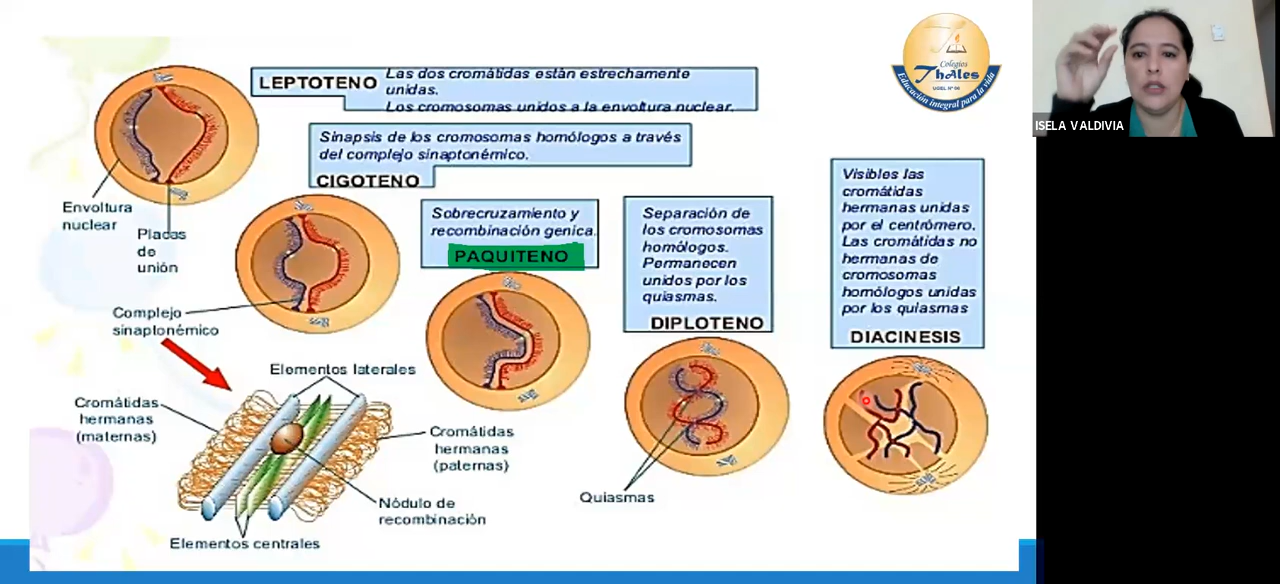 LEPTOTENO
Las dos cromátidas están estrechamente
unidas.
Los cromosomas unidos a la envoltura nuclear.
Sinapsis de los cromosomas homólogos a través
del complejo sinaptonémico.
CIGOTENO
Sobrecruzamiento y
recombinación genica.
PAQUITENO
Separación de
los cromosomas
homólogos.
Permanecen
unidos por los
quiasmas.
DIPLOTENO
Visibles las
cromátidas
hermanas unidas
por el centrómero.
Las cromátidas no
hermanas de
cromosomas
homólogos unidas
por los quiasmas
DIACINESIS
Envoltura
nuclear
Placas
de
unión
Complejo
sinaptonémico
Elementos laterales
Cromátidas
hermanas
(maternas)
Cromátidas
hermanas
(paternas)
Nódulo de
recombinación
Elementos centrales
Quiasmas
Colegios
Thales
UGEL N° 06
Educación integral para la vida
ISELA VALDIVIA